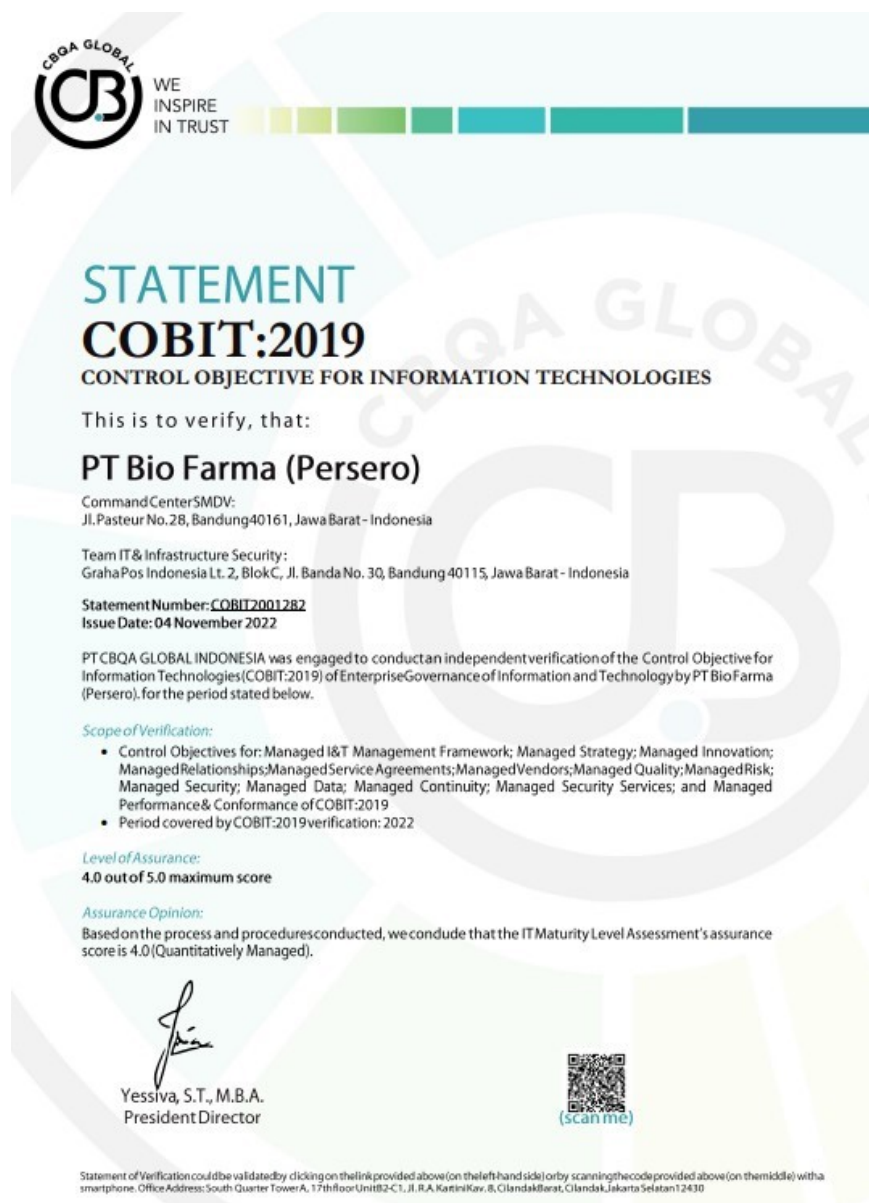 CBQA GLOBAL
CB
WE
INSPIRE
IN TRUST
STATEMENT
COBIT:2019
CONTROL OBJECTIVE FOR INFORMATION TECHNOLOGIES
This is to verify, that:
PT Bio Farma (Persero)
Command Center SMDV:
Jl. Pasteur No. 28, Bandung 40161, Jawa Barat - Indonesia
Team IT & Infrastructure Security:
Graha Pos Indonesia Lt. 2, Blok C, Jl. Banda No. 30, Bandung 40115, Jawa Barat - Indonesia
Statement Number: COBIT2001282
Issue Date: 04 November 2022
PT CBQA GLOBAL INDONESIA was engaged to conduct an independent verification of the Control Objective for
Information Technologies (COBIT:2019) of Enterprise Governance of Information and Technology by PT Bio Farma
(Persero). for the period stated below.
Scope of Verification:
• Control Objectives for: Managed I&T Management Framework; Managed Strategy; Managed Innovation;
Managed Relationships; Managed Service Agreements; Managed Vendors; Managed Quality; Managed Risk;
Managed Security; Managed Data; Managed Continuity; Managed Security Services; and Managed
Performance & Conformance of COBIT:2019
• Period covered by COBIT:2019 verification: 2022
Level of Assurance:
4.0 out of 5.0 maximum score
Assurance Opinion:
Based on the process and procedures conducted, we conclude that the IT Maturity Level Assessment's assurance
score is 4.0 (Quantitatively Managed).
Yessiva, S.T., M.B.A.
President Director
(scan me)
Statement of Verification could be validated by clicking on the link provided above (on the left-hand side) or by scanning the code provided above (on the middle) with a
smartphone. Office Address: South Quarter Tower A, 17th floor Unit B2-C1, Jl. R.A. Kartini Kav. 8, Cilandak Barat, Cilandak, Jakarta Selatan 12430
CBQA GLOBAL
CB